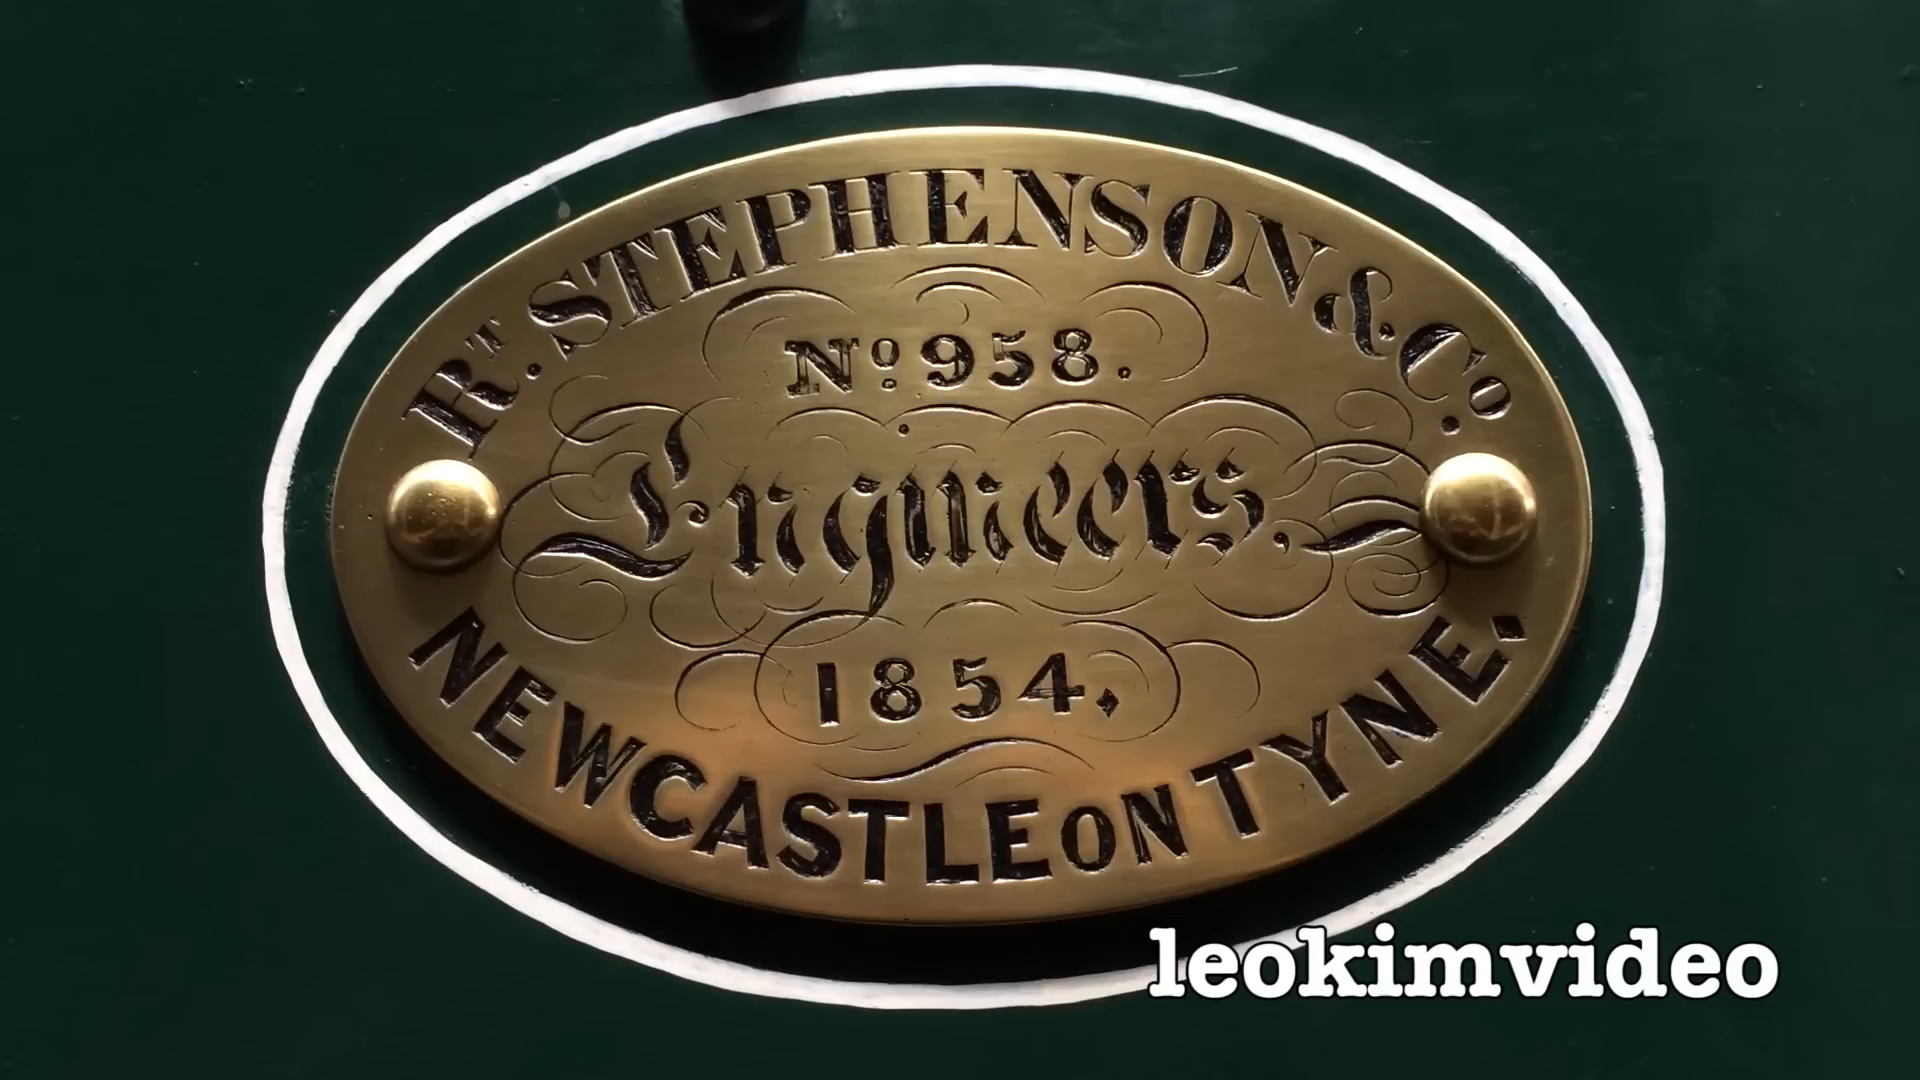 RT. STEPHENSON & Co.
No. 958.
Engineers,
1854.
NEWCASTLE ON TYNE.
leokimvideo